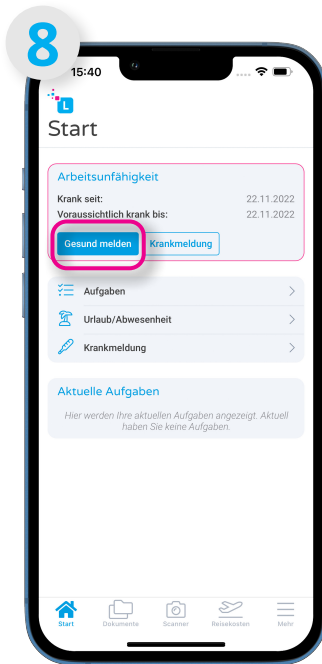 8
15:40
L
Start
Arbeitsunfähigkeit
Krank seit: 22.11.2022
Voraussichtlich krank bis: 22.11.2022
Gesund melden Krankmeldung
Aufgaben
Urlaub/Abwesenheit
Krankmeldung
Aktuelle Aufgaben
Hier werden Ihre aktuellen Aufgaben angezeigt. Aktuell
haben Sie keine Aufgaben.
Start Dokumente Scanner Reisekosten Mehr